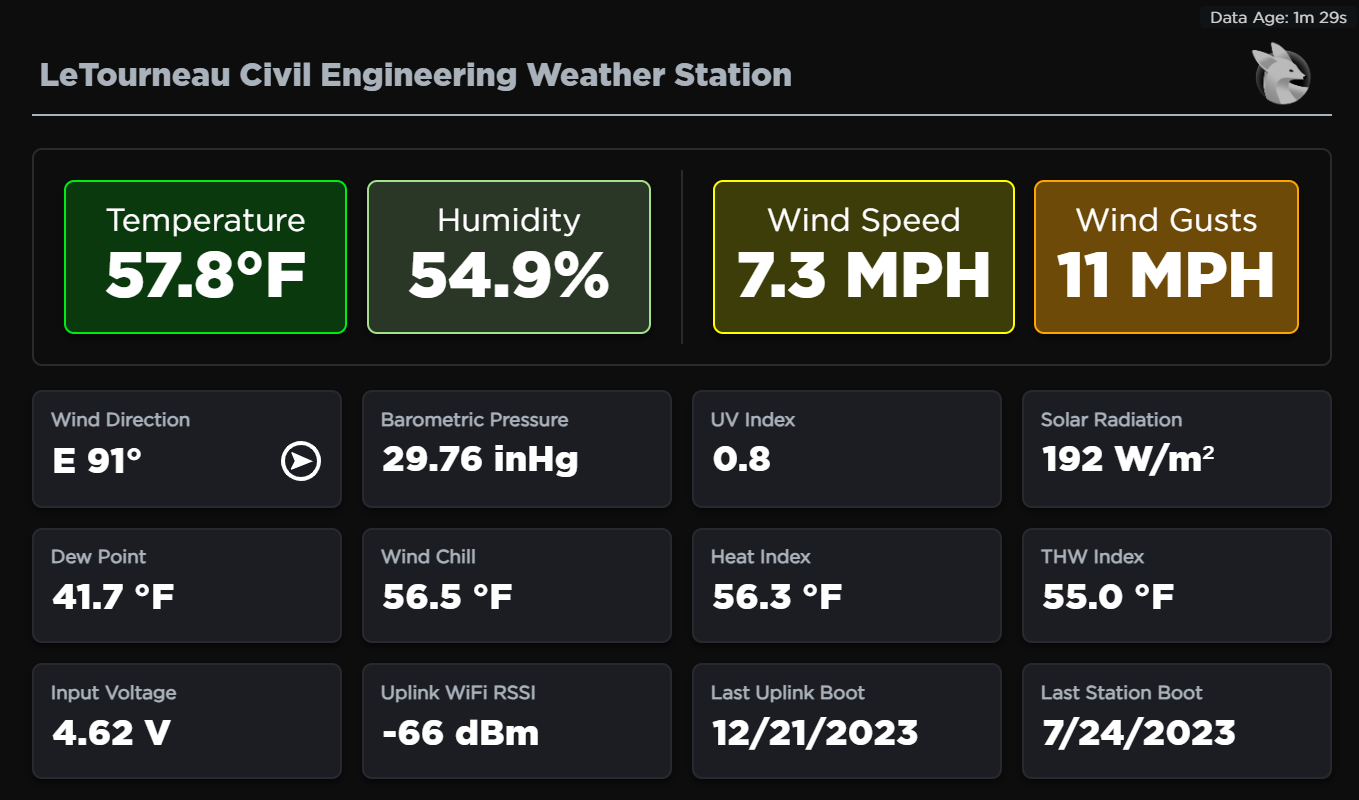 Data Age: 1m 29s
LeTourneau Civil Engineering Weather Station
Temperature
57.8°F
Humidity
54.9%
Wind Speed
7.3 MPH
Wind Gusts
11 MPH
Wind Direction
E 91°
Barometric Pressure
29.76 inHg
UV Index
0.8
Solar Radiation
192 W/m²
Dew Point
41.7 °F
Wind Chill
56.5 °F
Heat Index
56.3 °F
THW Index
55.0 °F
Input Voltage
4.62 V
Uplink WiFi RSSI
-66 dBm
Last Uplink Boot
12/21/2023
Last Station Boot
7/24/2023